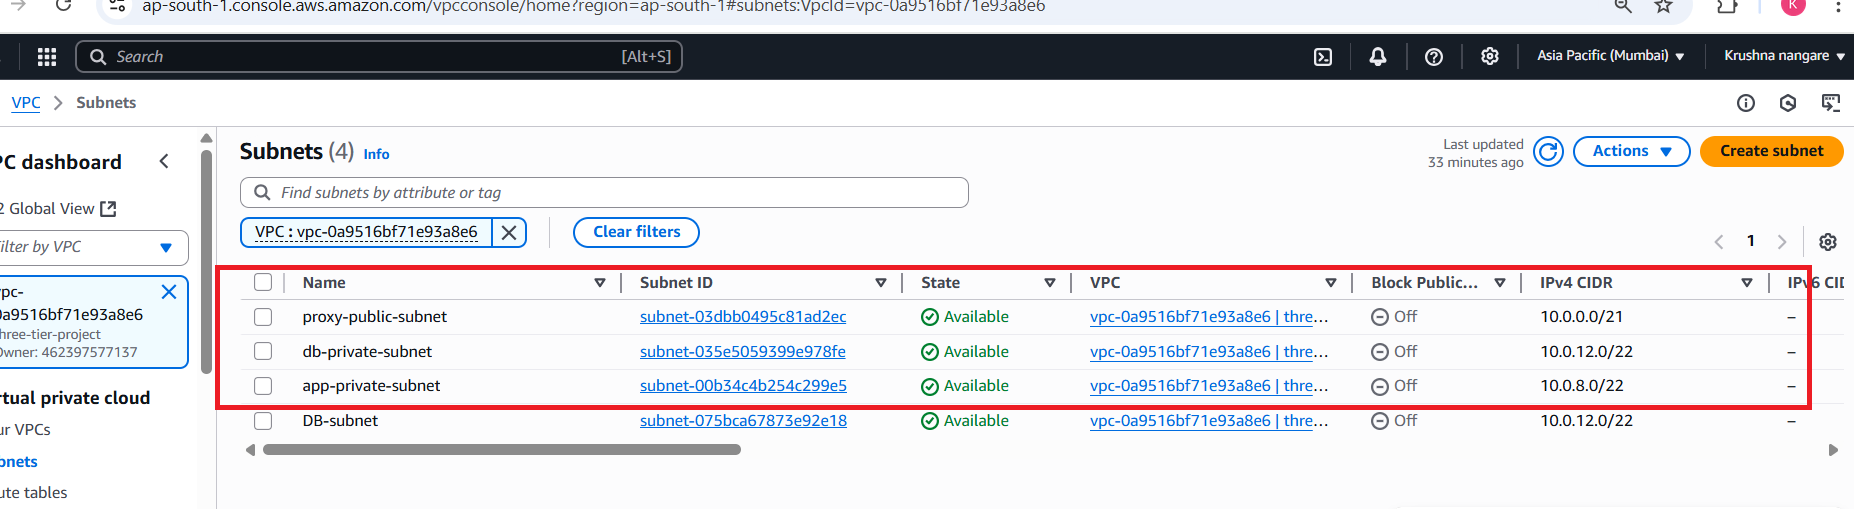 ap-south-1.console.aws.amazon.com/vpcconsole/home?region=ap-south-1#subnets:VpcId=vpc-0a9516bf71e93a8e6
K
Search [Alt+S] Asia Pacific (Mumbai) Krushna nangare
VPC > Subnets
PC dashboard
2 Global View
ilter by VPC
vpc-
0a9516bf71e93a8e6
three-tier-project
Owner: 462397577137
rtual private cloud
ur VPCs
bnets
ute tables
Subnets (4) Info
Last updated
33 minutes ago
Actions
Create subnet
Find subnets by attribute or tag
VPC : vpc-0a9516bf71e93a8e6
Clear filters
1
Name Subnet ID State VPC Block Public... IPv4 CIDR IPv6 CID
proxy-public-subnet subnet-03dbb0495c81ad2ec Available vpc-0a9516bf71e93a8e6 | thre... Off 10.0.0.0/21 –
db-private-subnet subnet-035e5059399e978fe Available vpc-0a9516bf71e93a8e6 | thre... Off 10.0.12.0/22 –
app-private-subnet subnet-00b34c4b254c299e5 Available vpc-0a9516bf71e93a8e6 | thre... Off 10.0.8.0/22 –
DB-subnet subnet-075bca67873e92e18 Available vpc-0a9516bf71e93a8e6 | thre... Off 10.0.12.0/22 –